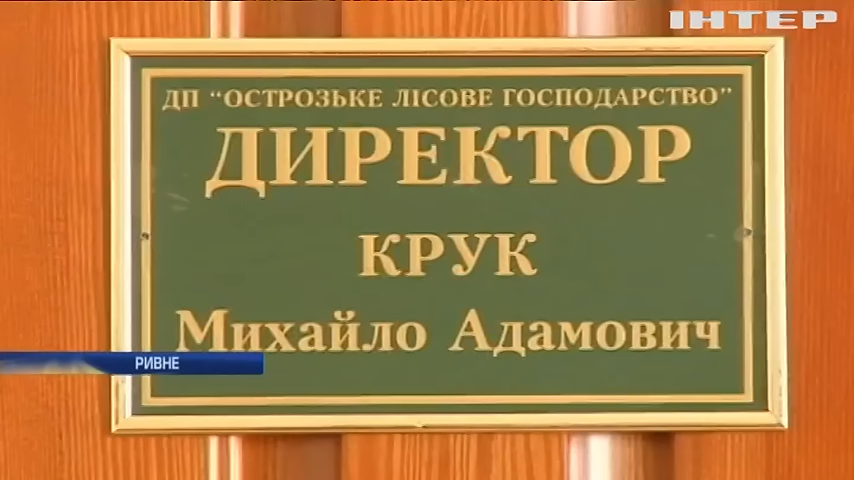 ІНТЕР
ДП "ОСТРОЗЬКЕ ЛІСОВЕ ГОСПОДАРСТВО"
ДИРЕКТОР
КРУК
Михайло Адамович
РИВНЕ